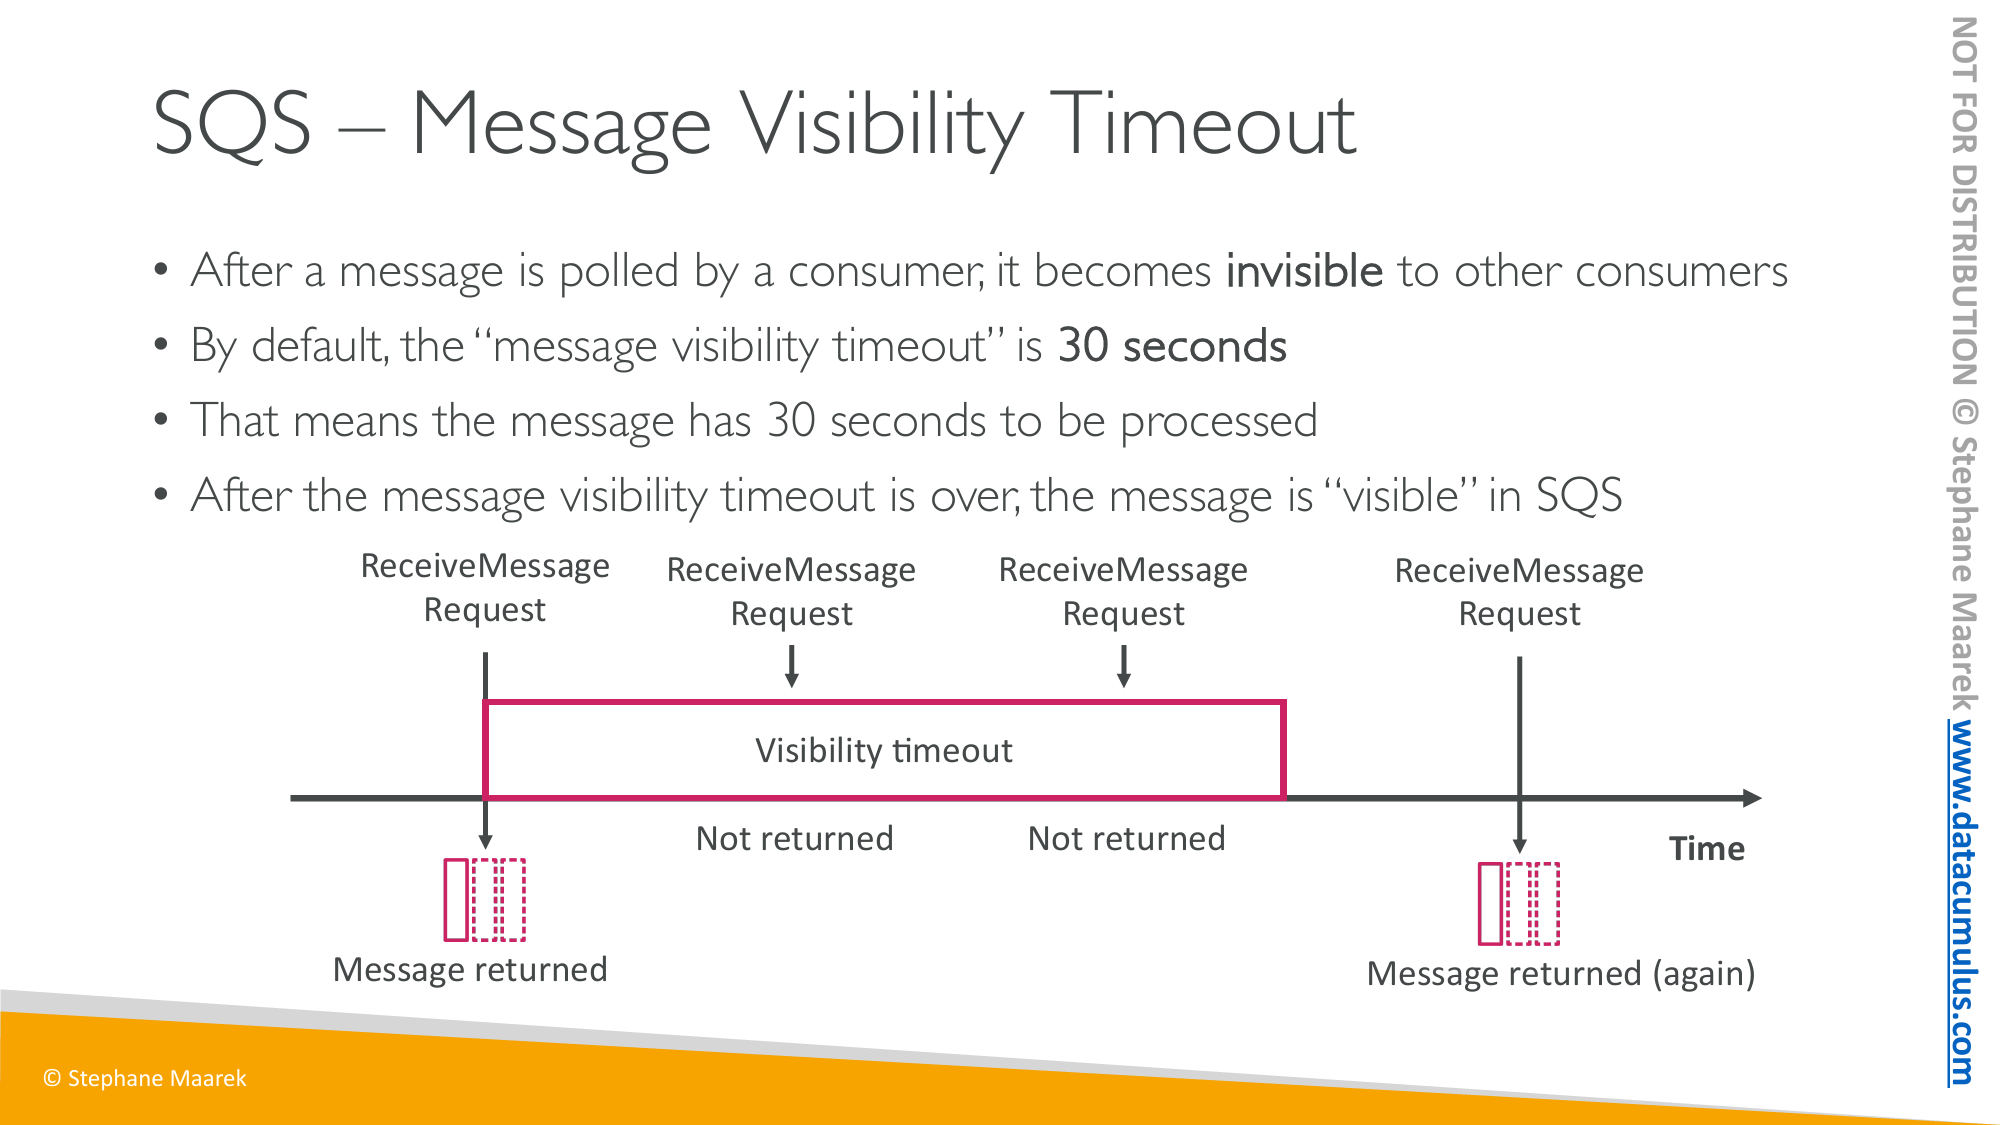 SQS – Message Visibility Timeout
• After a message is polled by a consumer, it becomes invisible to other consumers
• By default, the “message visibility timeout” is 30 seconds
• That means the message has 30 seconds to be processed
• After the message visibility timeout is over, the message is “visible” in SQS
ReceiveMessage
Request
ReceiveMessage
Request
ReceiveMessage
Request
ReceiveMessage
Request
Visibility timeout
Not returned
Not returned
Time
Message returned
Message returned (again)
© Stephane Maarek
NOT FOR DISTRIBUTION © Stephane Maarek www.datacumulus.com